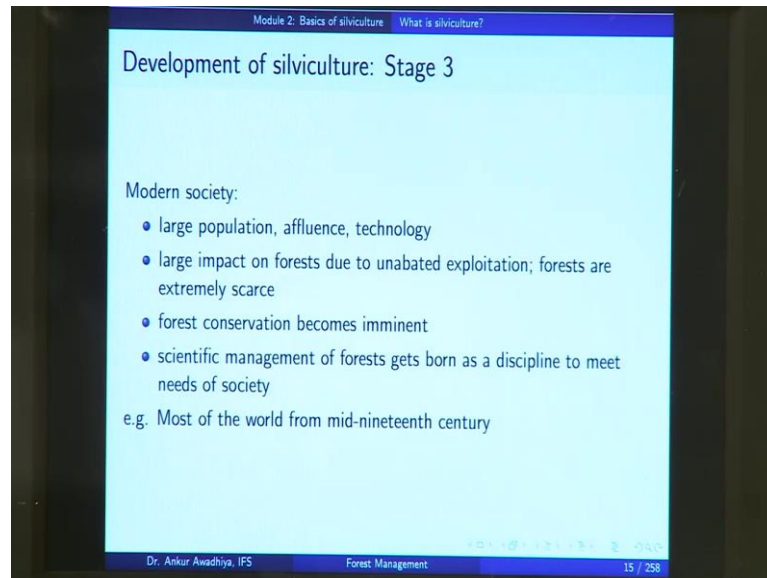 Module 2: Basics of silviculture What is silviculture?
Development of silviculture: Stage 3
Modern society:
large population, affluence, technology
large impact on forests due to unabated exploitation; forests are
extremely scarce
forest conservation becomes imminent
scientific management of forests gets born as a discipline to meet
needs of society
e.g. Most of the world from mid-nineteenth century
Dr. Ankur Awadhiya, IFS Forest Management 15 / 258